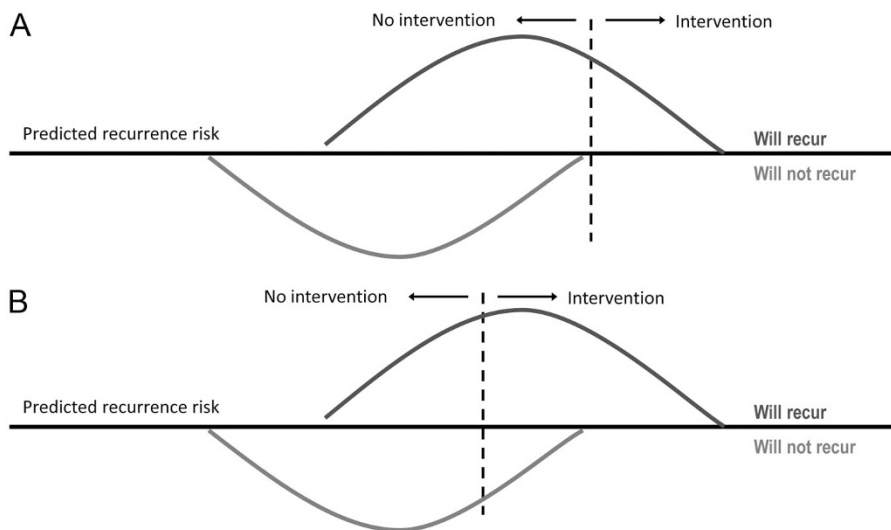 A
No intervention
Intervention
Predicted recurrence risk
Will recur
Will not recur
B
No intervention
Intervention
Predicted recurrence risk
Will recur
Will not recur